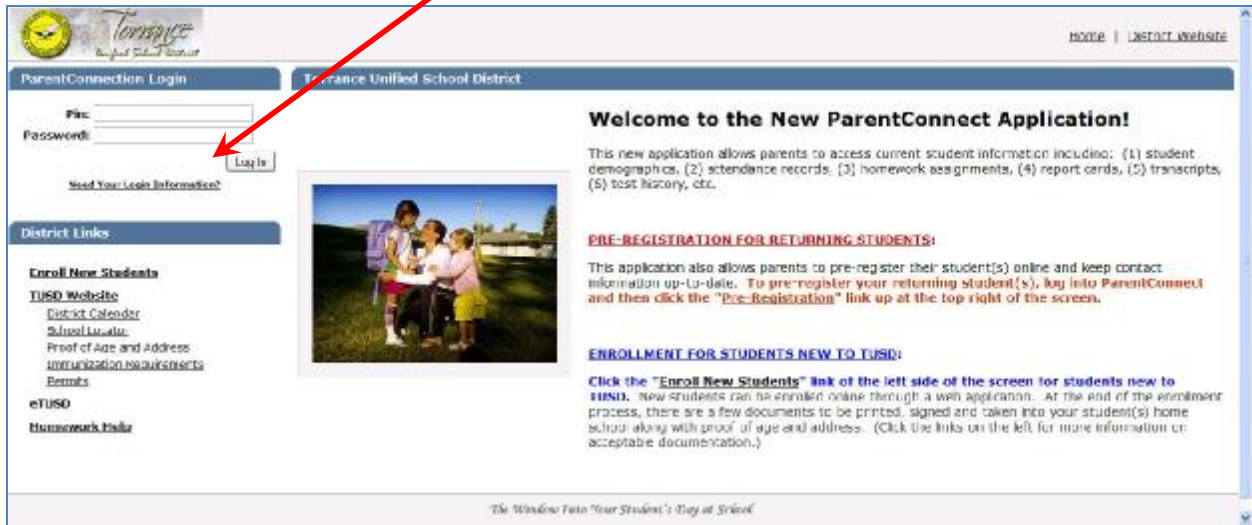 Torrance
Unified School District
Home | District Website
ParentConnection Login
Torrance Unified School District
Pin:
Password:
Log In
Need Your Login Information?
District Links
Enroll New Students
TUSD Website
District Calendar
School Locator
Proof of Age and Address
Immunization Requirements
Permits
eTUSD
Homework Help
Welcome to the New ParentConnect Application!
This new application allows parents to access current student information including: (1) student
demographics, (2) attendance records, (3) homework assignments, (4) report cards, (5) transcripts,
(6) test history, etc.
PRE-REGISTRATION FOR RETURNING STUDENTS:
This application also allows parents to pre-register their student(s) online and keep contact
information up-to-date. To pre-register your returning student(s), log into ParentConnect
and then click the "Pre-Registration" link up at the top right of the screen.
ENROLLMENT FOR STUDENTS NEW TO TUSD:
Click the "Enroll New Students" link of the left side of the screen for students new to
TUSD. New students can be enrolled online through a web application. At the end of the enrollment
process, there are a few documents to be printed, signed and taken into your student(s) home
school along with proof of age and address. (Click the links on the left for more information on
acceptable documentation.)
The Window Into Your Student's Day at School